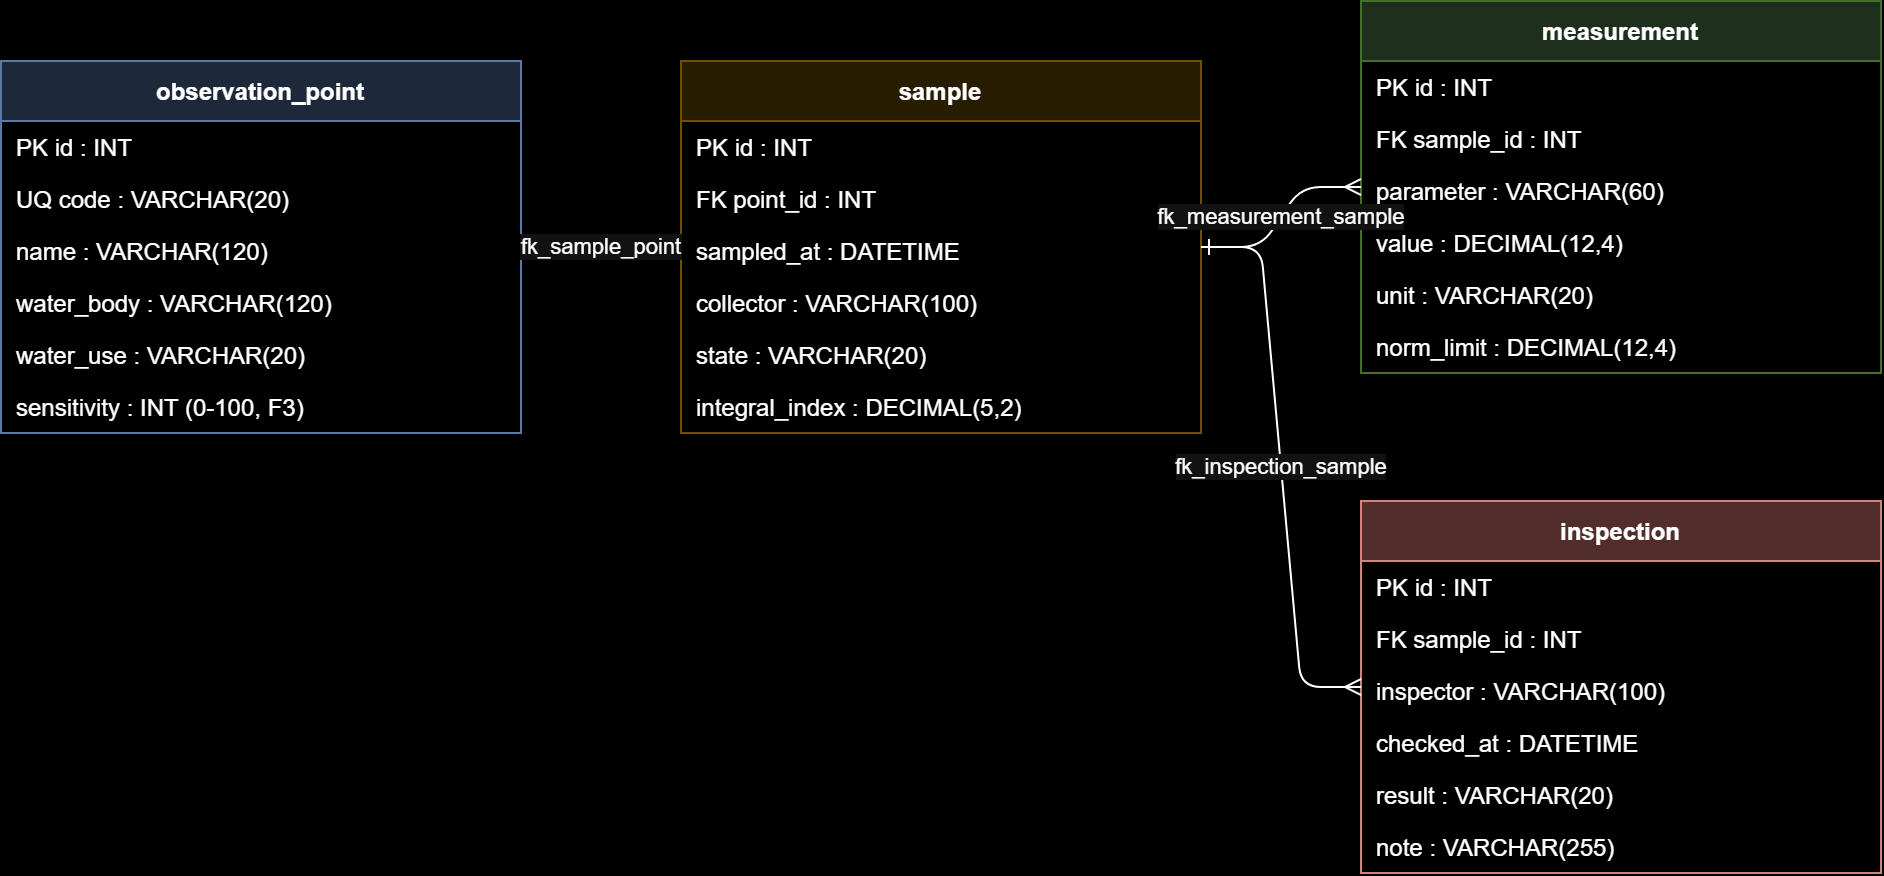 observation_point
PK id : INT
UQ code : VARCHAR(20)
name : VARCHAR(120)
water_body : VARCHAR(120)
water_use : VARCHAR(20)
sensitivity : INT (0-100, F3)
fk_sample_point
sample
PK id : INT
FK point_id : INT
sampled_at : DATETIME
collector : VARCHAR(100)
state : VARCHAR(20)
integral_index : DECIMAL(5,2)
fk_measurement_sample
fk_inspection_sample
measurement
PK id : INT
FK sample_id : INT
parameter : VARCHAR(60)
value : DECIMAL(12,4)
unit : VARCHAR(20)
norm_limit : DECIMAL(12,4)
inspection
PK id : INT
FK sample_id : INT
inspector : VARCHAR(100)
checked_at : DATETIME
result : VARCHAR(20)
note : VARCHAR(255)